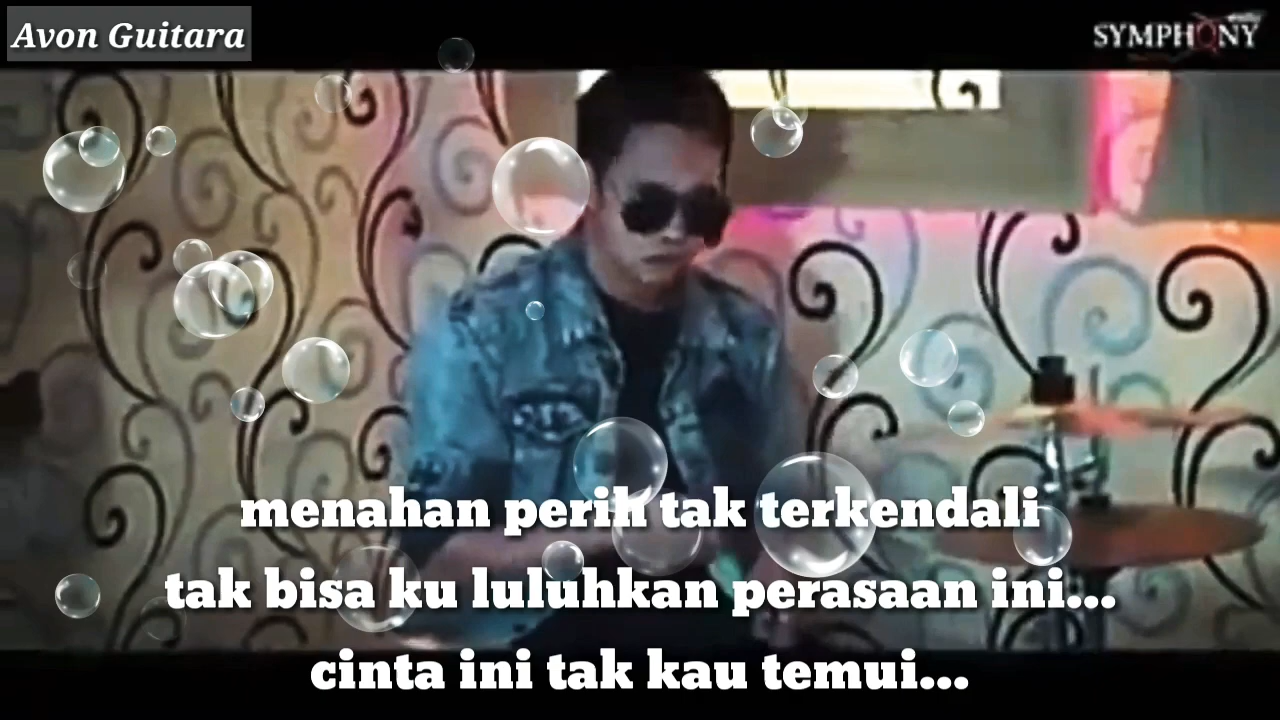 Avon Guitara
SYMPHONY
menahan perih tak terkendali
tak bisa ku luluhkan perasaan ini...
cinta ini tak kau temui...